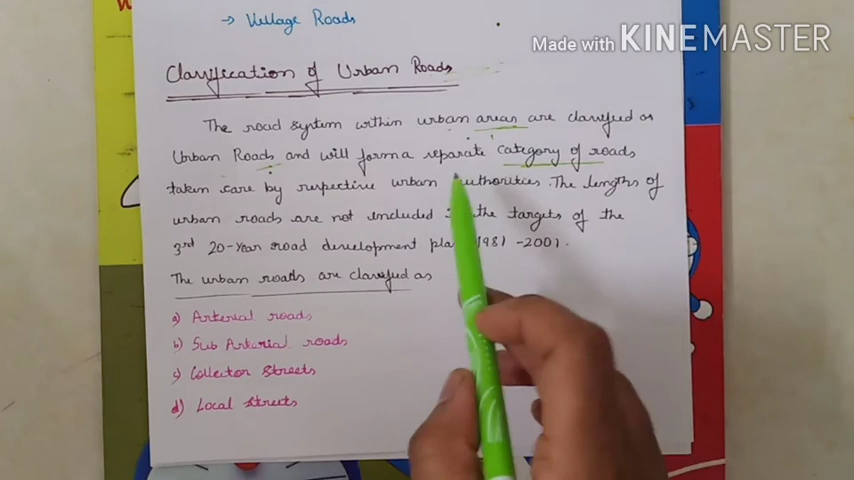 → Village Roads
Made with KINEMASTER
Classification of Urban Roads
The road system within urban areas are classified as
Urban Roads and will form a separate category of roads
taken care by respective urban authorities. The lengths of
urban roads are not included in the targets of the
3rd 20-year road development plan 1981 -2001.
The urban roads are classified as
a) Arterial roads
b) Sub Arterial roads
c) Collector Streets
d) Local Streets